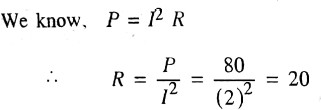 We know, P = I² R
∴ R = P/I² = 80/(2)² = 20